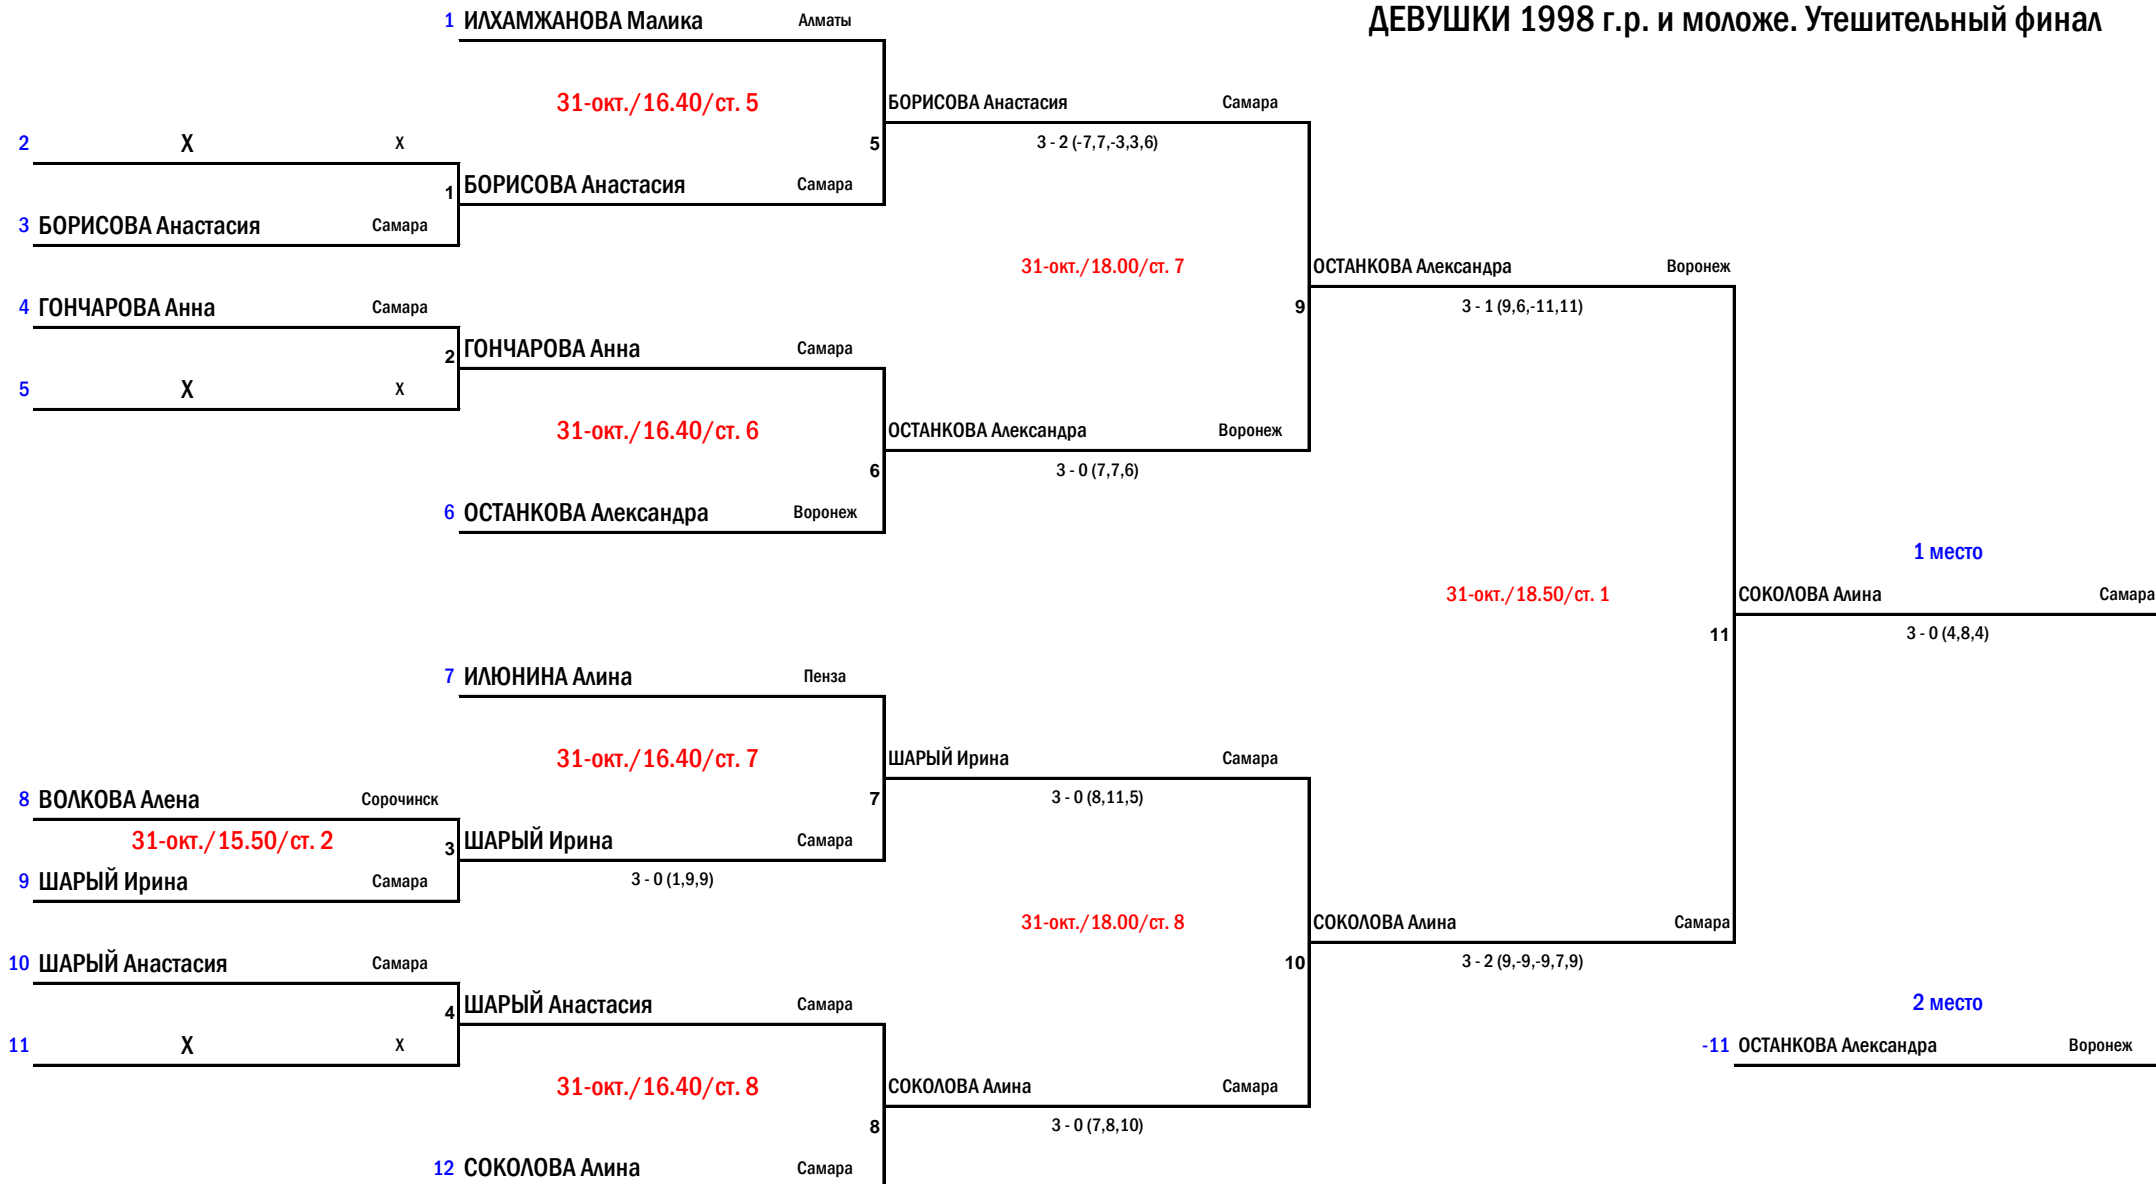 1 ИЛХАМЖАНОВА Малика Алматы ДЕВУШКИ 1998 г.р. и моложе. Утешительный финал
31-окт./16.40/ст. 5 БОРИСОВА Анастасия Самара
2 X X 5 3 - 2 (-7,7,-3,3,6)
1 БОРИСОВА Анастасия Самара
3 БОРИСОВА Анастасия Самара
31-окт./18.00/ст. 7 ОСТАНКОВА Александра Воронеж
4 ГОНЧАРОВА Анна Самара 9 3 - 1 (9,6,-11,11)
2 ГОНЧАРОВА Анна Самара
5 X X
31-окт./16.40/ст. 6 ОСТАНКОВА Александра Воронеж
6 3 - 0 (7,7,6)
6 ОСТАНКОВА Александра Воронеж
1 место
31-окт./18.50/ст. 1 СОКОЛОВА Алина Самара
11 3 - 0 (4,8,4)
7 ИЛЮНИНА Алина Пенза
31-окт./16.40/ст. 7 ШАРЫЙ Ирина Самара
8 ВОЛКОВА Алена Сорочинск 7 3 - 0 (8,11,5)
31-окт./15.50/ст. 2 3 ШАРЫЙ Ирина Самара
9 ШАРЫЙ Ирина Самара 3 - 0 (1,9,9)
31-окт./18.00/ст. 8 СОКОЛОВА Алина Самара
10 ШАРЫЙ Анастасия Самара 10 3 - 2 (9,-9,-9,7,9)
4 ШАРЫЙ Анастасия Самара 2 место
11 X X -11 ОСТАНКОВА Александра Воронеж
31-окт./16.40/ст. 8 СОКОЛОВА Алина Самара
8 3 - 0 (7,8,10)
12 СОКОЛОВА Алина Самара